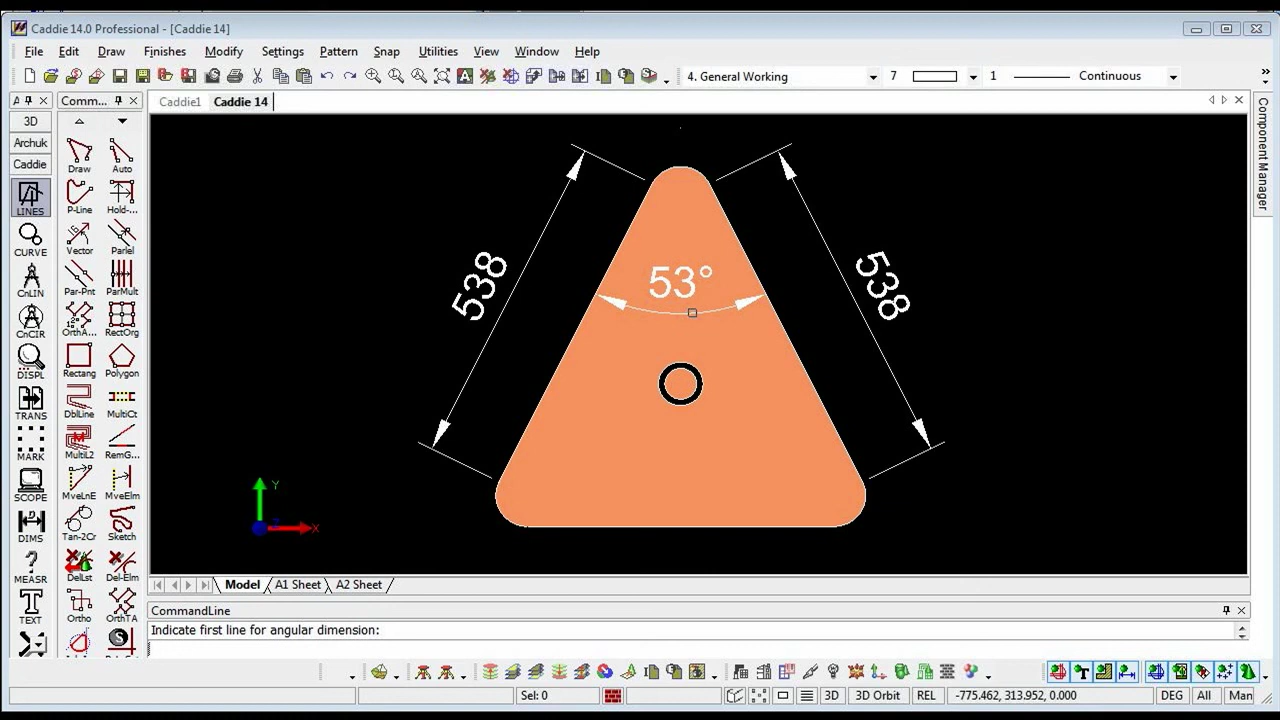 Caddie 14.0 Professional - [Caddie 14]
File Edit Draw Finishes Modify Settings Pattern Snap Utilities View Window Help
4. General Working 7 1 Continuous
A Comm... Caddie1 Caddie 14
3D
Archuk
Caddie
LINES
CURVE
CnLIN
CnCIR
DISPL
TRANS
MARK
SCOPE
DIMS
MEASR
TEXT
Draw Auto
P-Line Hold-...
Vector Parlel
Par-Pnt ParMult
OrthA... RectOrg
Rectang Polygon
DblLine MultiCt
MultiL2 RemG...
MveLnE MveElm
Tan-2Cr Sketch
DelLst Del-Elm
Ortho OrthTA
538
53°
538
Y
X
Z
Component Manager
Model A1 Sheet A2 Sheet
CommandLine
Indicate first line for angular dimension:
Sel: 0 3D 3D Orbit REL -775.462, 313.952, 0.000 DEG All Man